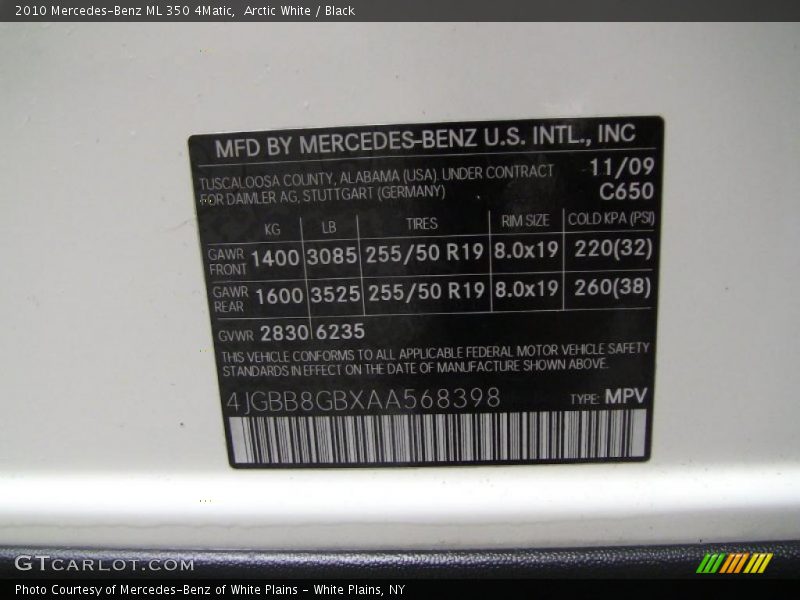 2010 Mercedes-Benz ML 350 4Matic, Arctic White / Black
MFD BY MERCEDES-BENZ U.S. INTL., INC
TUSCALOOSA COUNTY, ALABAMA (USA). UNDER CONTRACT 11/09
FOR DAIMLER AG, STUTTGART (GERMANY) C650
KG LB TIRES RIM SIZE COLD KPA (PSI)
GAWR FRONT 1400 3085 255/50 R19 8.0x19 220(32)
GAWR REAR 1600 3525 255/50 R19 8.0x19 260(38)
GVWR 2830 6235
THIS VEHICLE CONFORMS TO ALL APPLICABLE FEDERAL MOTOR VEHICLE SAFETY
STANDARDS IN EFFECT ON THE DATE OF MANUFACTURE SHOWN ABOVE.
4JGBB8GBXAA568398 TYPE: MPV
GTCARLOT.COM
Photo Courtesy of Mercedes-Benz of White Plains - White Plains, NY